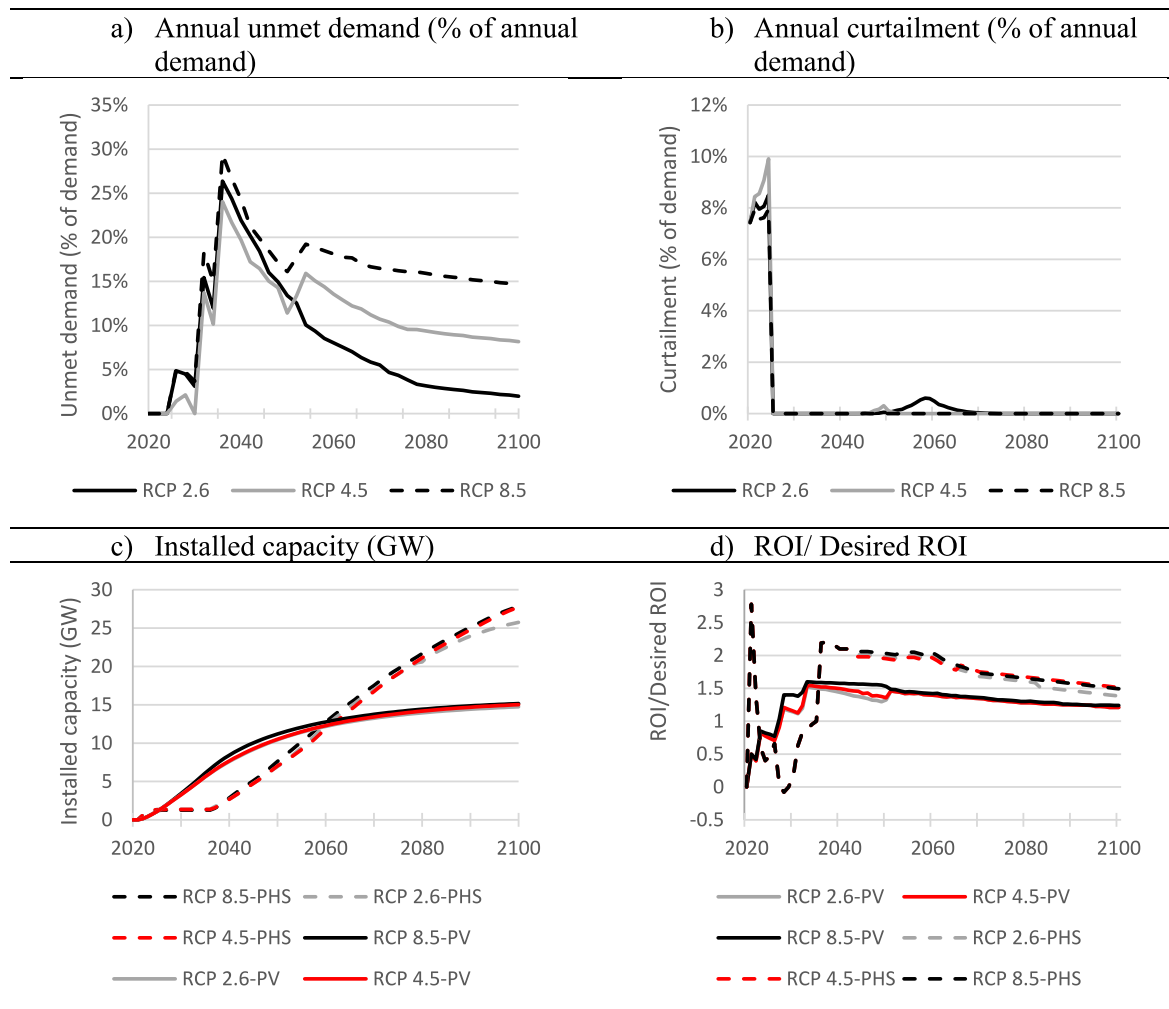 a) Annual unmet demand (% of annual
demand)
b) Annual curtailment (% of annual
demand)
Unmet demand (% of demand)
35%
30%
25%
20%
15%
10%
5%
0%
2020 2040 2060 2080 2100
RCP 2.6 RCP 4.5 RCP 8.5
Curtailment (% of demand)
12%
10%
8%
6%
4%
2%
0%
2020 2040 2060 2080 2100
RCP 2.6 RCP 4.5 RCP 8.5
c) Installed capacity (GW)
d) ROI/ Desired ROI
Installed capacity (GW)
30
25
20
15
10
5
0
2020 2040 2060 2080 2100
RCP 8.5-PHS RCP 2.6-PHS
RCP 4.5-PHS RCP 8.5-PV
RCP 2.6-PV RCP 4.5-PV
ROI/Desired ROI
3
2.5
2
1.5
1
0.5
0
-0.5
2020 2040 2060 2080 2100
RCP 2.6-PV RCP 4.5-PV
RCP 8.5-PV RCP 2.6-PHS
RCP 4.5-PHS RCP 8.5-PHS